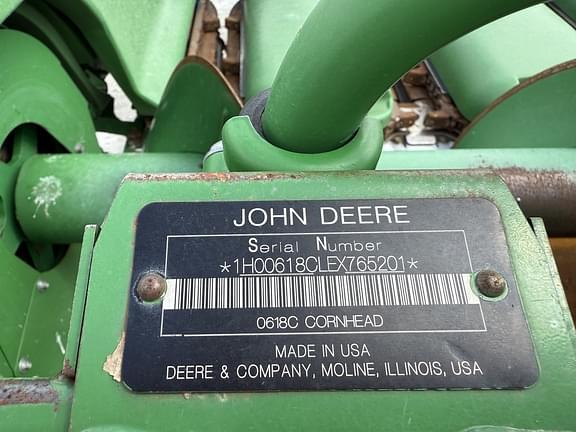 JOHN DEERE
Serial Number
*1H00618CLEX765201*
0618C CORNHEAD
MADE IN USA
DEERE & COMPANY, MOLINE, ILLINOIS, USA